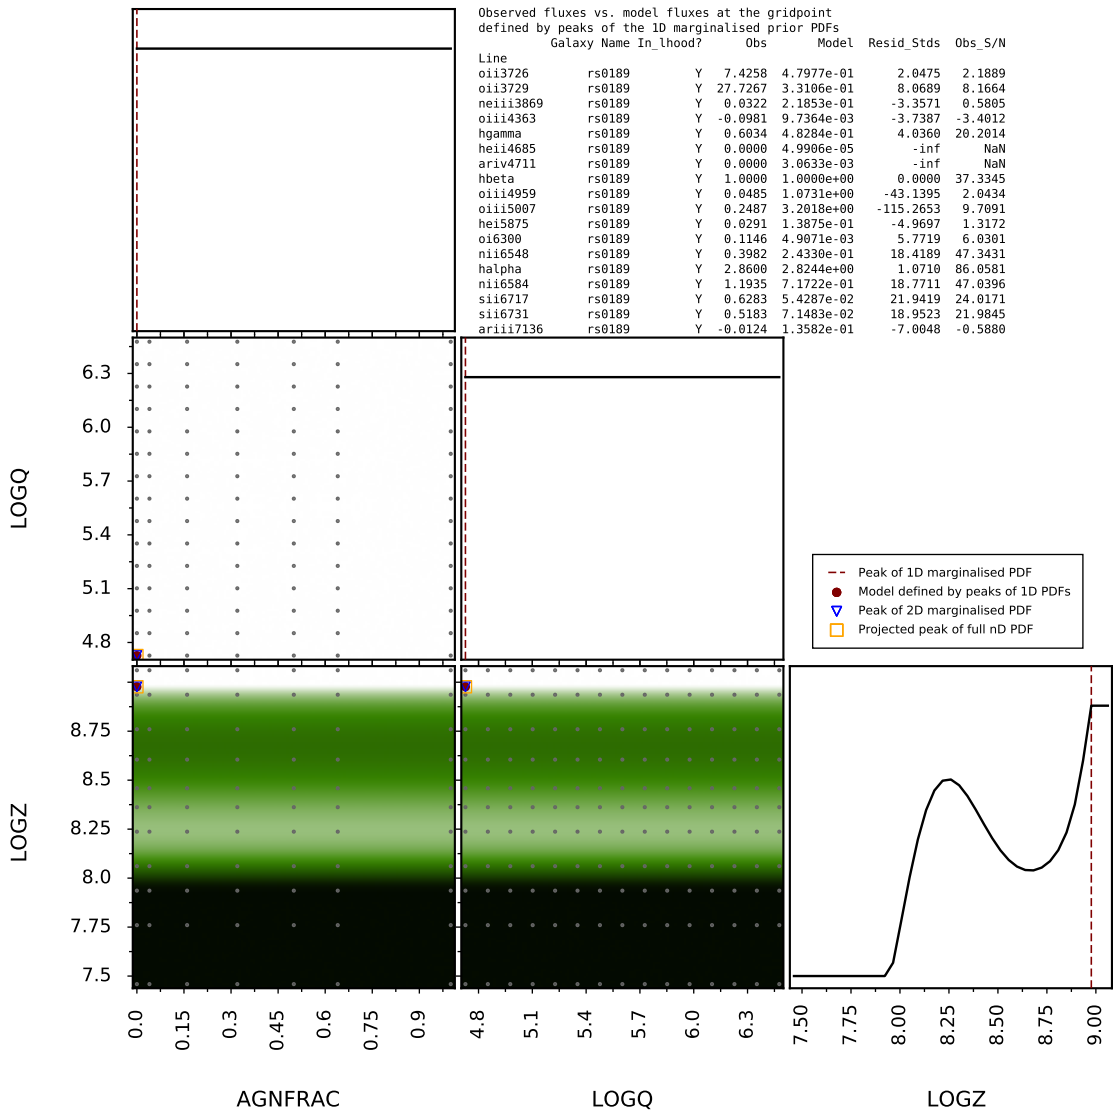 Observed fluxes vs. model fluxes at the gridpoint
defined by peaks of the 1D marginalised prior PDFs
Galaxy Name In_lhood? Obs Model Resid_Stds Obs_S/N
Line
oii3726 rs0189 Y 7.4258 4.7977e-01 2.0475 2.1889
oii3729 rs0189 Y 27.7267 3.3106e-01 8.0689 8.1664
neiii3869 rs0189 Y 0.0322 2.1853e-01 -3.3571 0.5805
oiii4363 rs0189 Y -0.0981 9.7364e-03 -3.7387 -3.4012
hgamma rs0189 Y 0.6034 4.8284e-01 4.0360 20.2014
heii4685 rs0189 Y 0.0000 4.9906e-05 -inf NaN
ariv4711 rs0189 Y 0.0000 3.0633e-03 -inf NaN
hbeta rs0189 Y 1.0000 1.0000e+00 0.0000 37.3345
oiii4959 rs0189 Y 0.0485 1.0731e+00 -43.1395 2.0434
oiii5007 rs0189 Y 0.2487 3.2018e+00 -115.2653 9.7091
hei5875 rs0189 Y 0.0291 1.3875e-01 -4.9697 1.3172
oi6300 rs0189 Y 0.1146 4.9071e-03 5.7719 6.0301
nii6548 rs0189 Y 0.3982 2.4330e-01 18.4189 47.3431
halpha rs0189 Y 2.8600 2.8244e+00 1.0710 86.0581
nii6584 rs0189 Y 1.1935 7.1722e-01 18.7711 47.0396
sii6717 rs0189 Y 0.6283 5.4287e-02 21.9419 24.0171
sii6731 rs0189 Y 0.5183 7.1483e-02 18.9523 21.9845
ariii7136 rs0189 Y -0.0124 1.3582e-01 -7.0048 -0.5880
LOGQ
6.3
6.0
5.7
5.4
5.1
4.8
Peak of 1D marginalised PDF
Model defined by peaks of 1D PDFs
Peak of 2D marginalised PDF
Projected peak of full nD PDF
LOGZ
8.75
8.5
8.25
8.0
7.75
7.5
0.0 0.15 0.3 0.45 0.6 0.75 0.9
4.8 5.1 5.4 5.7 6.0 6.3
7.50 7.75 8.00 8.25 8.50 8.75 9.00
AGNFRAC LOGQ LOGZ